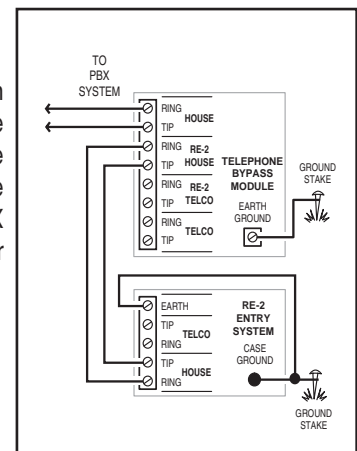 TO
PBX
SYSTEM
RING
HOUSE
TIP
RING RE-2
TIP HOUSE
RING RE-2
TIP TELCO
RING
TELCO
TIP
TELEPHONE
BYPASS
MODULE
EARTH
GROUND
GROUND
STAKE
EARTH
TIP
TELCO
RING
TIP
HOUSE
RING
RE-2
ENTRY
SYSTEM
CASE
GROUND
GROUND
STAKE